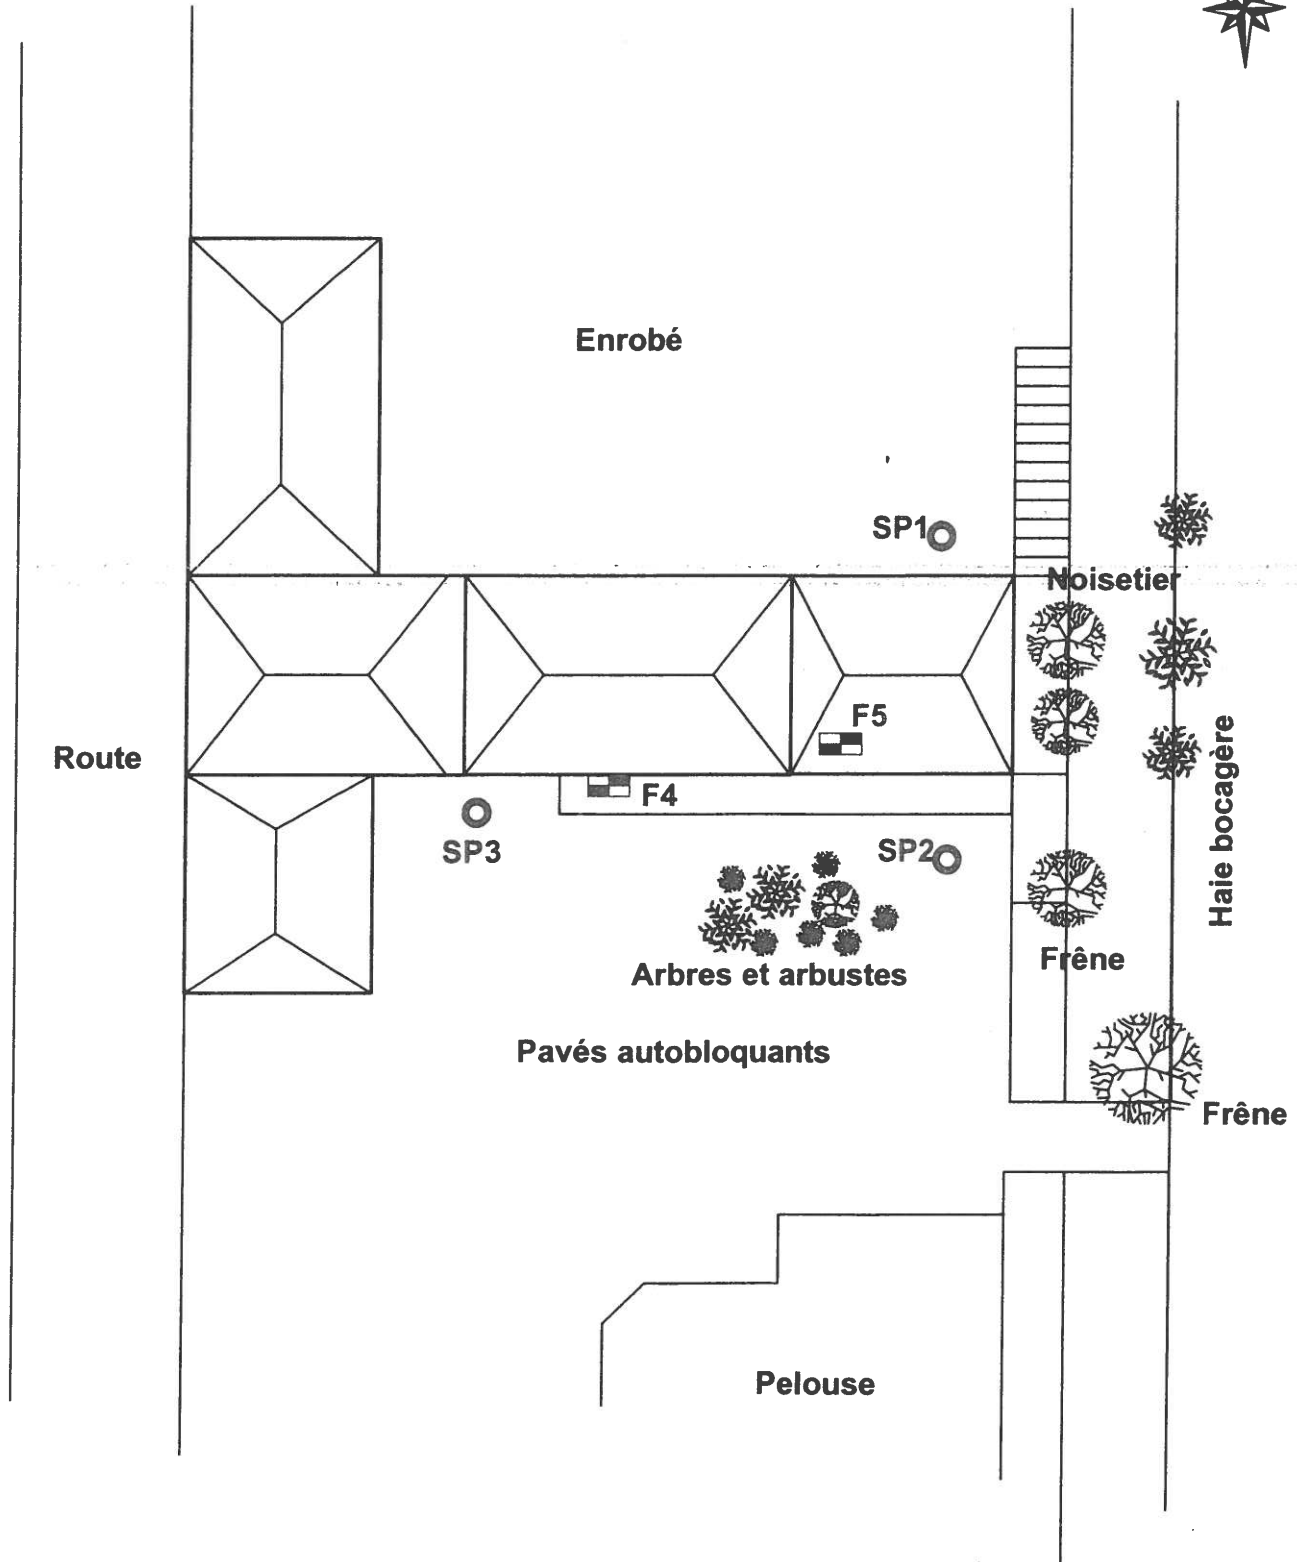 Enrobé
SP1
Noisetier
F5
Route
F4
SP3
SP2
Haie bocagère
Arbres et arbustes
Frêne
Pavés autobloquants
Frêne
Pelouse